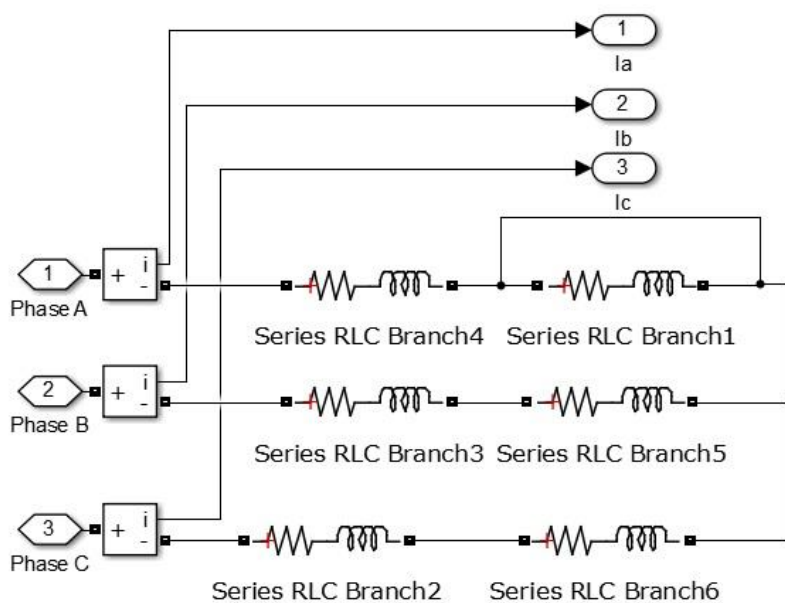 1
Ia
2
Ib
3
Ic
1
+ i -
Phase A
Series RLC Branch4
Series RLC Branch1
2
+ i -
Phase B
Series RLC Branch3
Series RLC Branch5
3
+ i -
Phase C
Series RLC Branch2
Series RLC Branch6